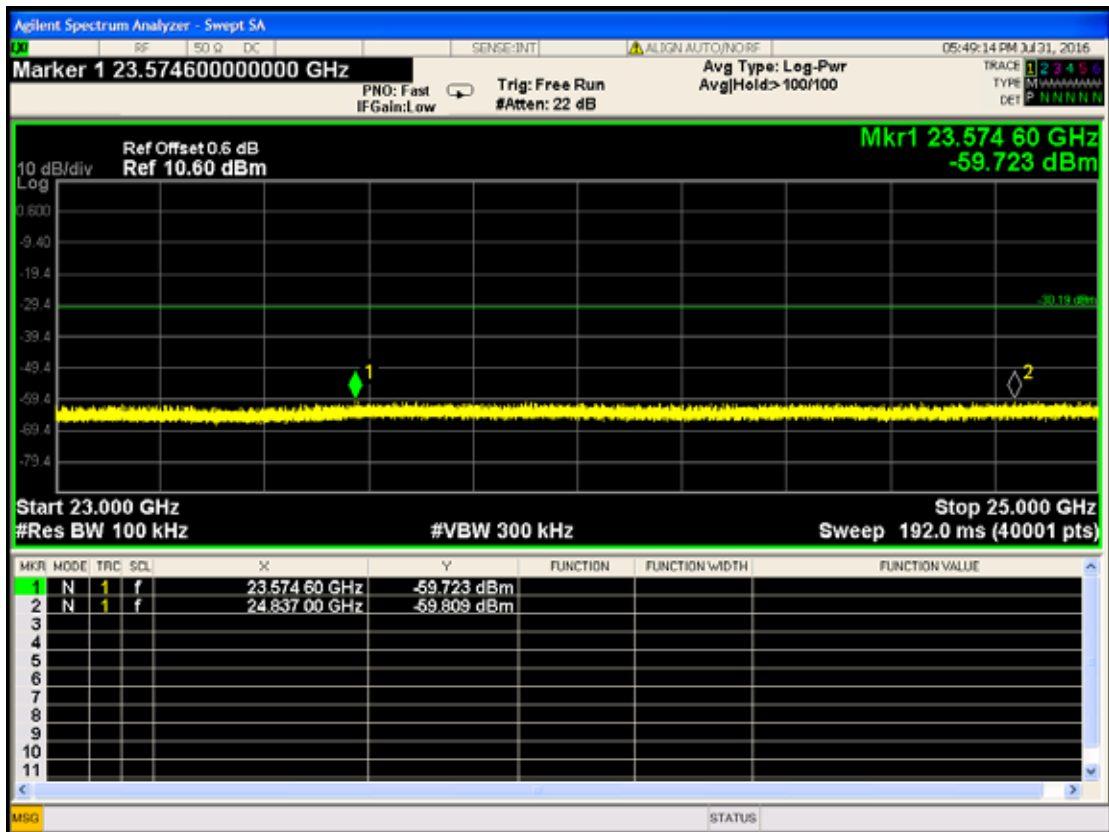 Agilent Spectrum Analyzer - Swept SA
LXI RF 50 Ω DC SENSE:INT ALIGN AUTO/NO RF 05:49:14 PM Jul 31, 2016
Marker 1 23.574600000000 GHz
PNO: Fast
IFGain:Low
Trig: Free Run
#Atten: 22 dB
Avg Type: Log-Pwr
Avg|Hold:>100/100
TRACE 1 2 3 4 5 6
TYPE M WWWWW
DET P N N N N N
Mkr1 23.574 60 GHz
-59.723 dBm
Ref Offset 0.6 dB
10 dB/div Ref 10.60 dBm
Log
0.600
-9.40
-19.4
-29.4
-30.19 dBm
-39.4
-49.4
1
2
-59.4
-69.4
-79.4
Start 23.000 GHz Stop 25.000 GHz
#Res BW 100 kHz #VBW 300 kHz Sweep 192.0 ms (40001 pts)
MKR MODE TRC SCL X Y FUNCTION FUNCTION WIDTH FUNCTION VALUE
1 N 1 f 23.574 60 GHz -59.723 dBm
2 N 1 f 24.837 00 GHz -59.809 dBm
3
4
5
6
7
8
9
10
11
MSG STATUS